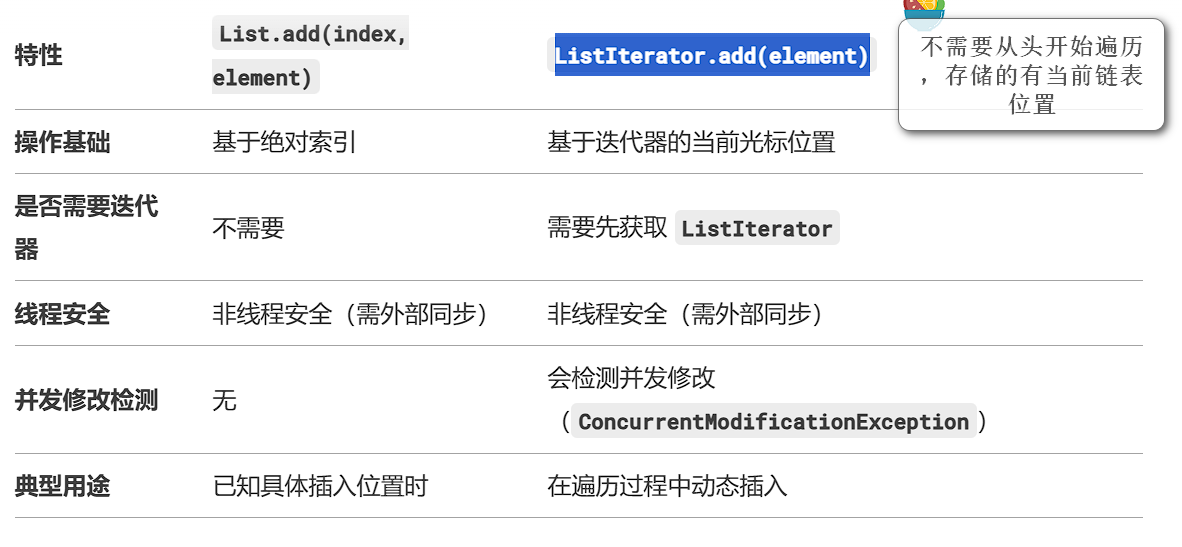 特性
List.add(index,
element)
ListIterator.add(element)
不需要从头开始遍历
，存储的有当前链表
位置
操作基础
基于绝对索引
基于迭代器的当前光标位置
是否需要迭代
器
不需要
需要先获取 ListIterator
线程安全
非线程安全（需外部同步）
非线程安全（需外部同步）
并发修改检测
无
会检测并发修改
（ConcurrentModificationException）
典型用途
已知具体插入位置时
在遍历过程中动态插入